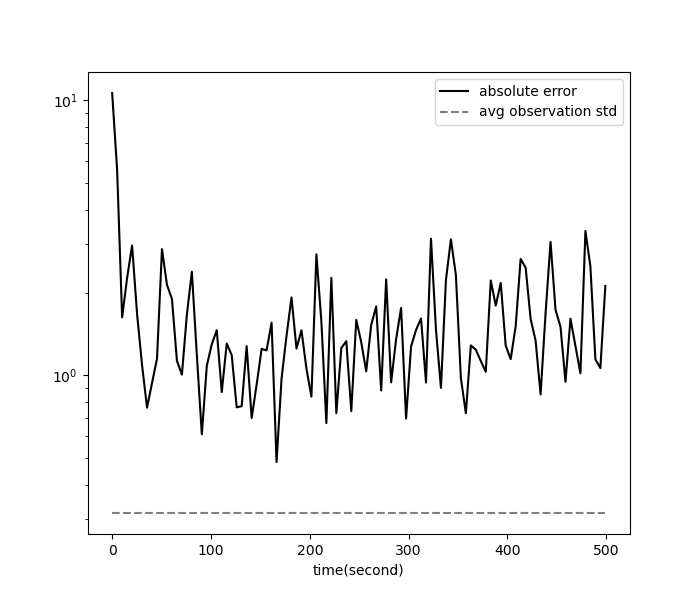 absolute error
avg observation std
10¹
10⁰
0 100 200 300 400 500
time(second)